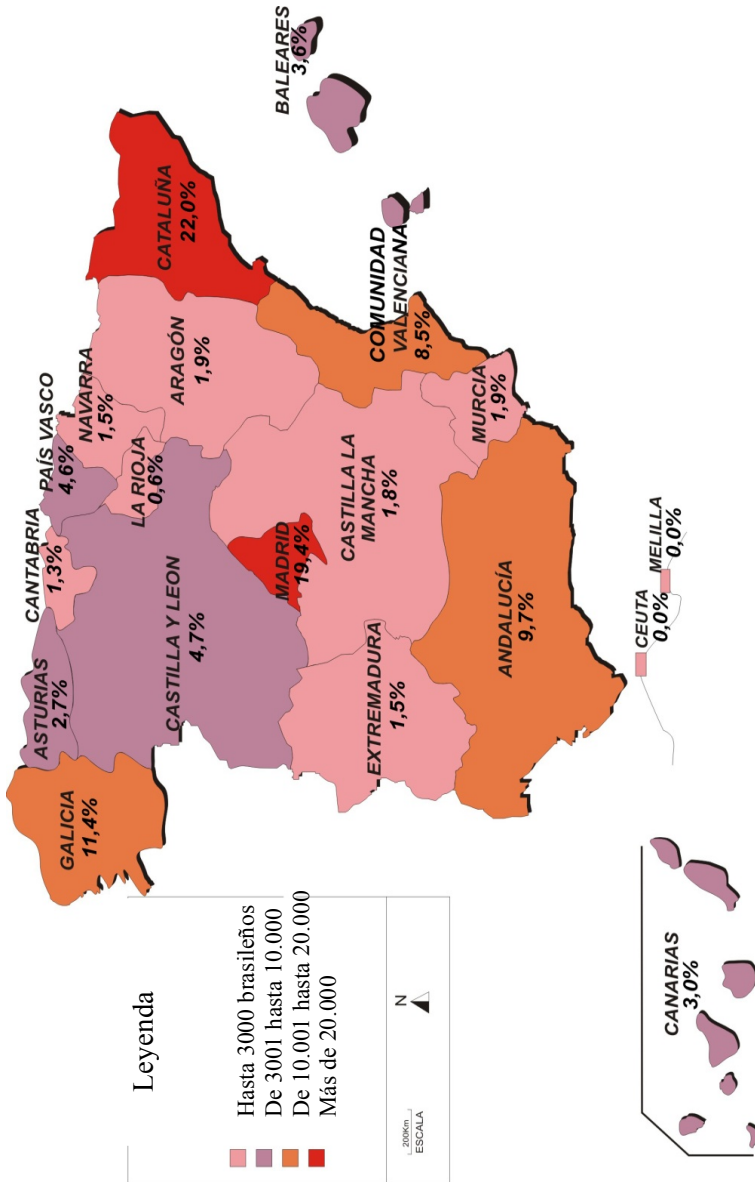 GALICIA
11,4%
ASTURIAS
2,7%
CANTABRIA
1,3%
PAÍS VASCO
4,6%
NAVARRA
1,5%
LA RIOJA
0,6%
ARAGÓN
1,9%
CATALUÑA
22,0%
BALEARES
3,6%
CASTILLA Y LEON
4,7%
MADRID
19,4%
CASTILLA LA
MANCHA
1,8%
COMUNIDAD
VALENCIANA
8,5%
EXTREMADURA
1,5%
MURCIA
1,9%
ANDALUCÍA
9,7%
CEUTA
0,0%
MELILLA
0,0%
CANARIAS
3,0%
Leyenda
Hasta 3000 brasileños
De 3001 hasta 10.000
De 10.001 hasta 20.000
Más de 20.000
200Km
ESCALA
N